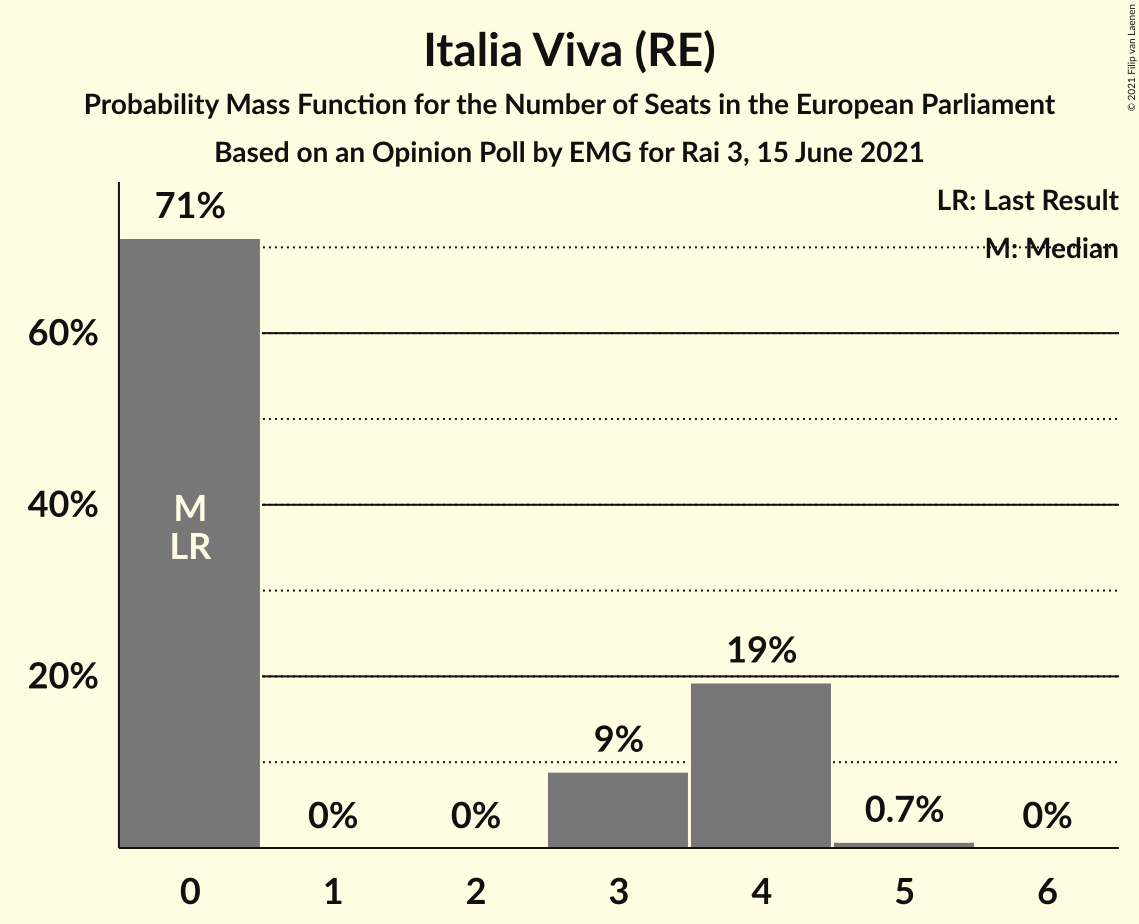 Italia Viva (RE)
Probability Mass Function for the Number of Seats in the European Parliament
Based on an Opinion Poll by EMG for Rai 3, 15 June 2021
© 2021 Filip van Laenen
LR: Last Result
M: Median
71%
60%
40%
20%
M
LR
0%
0%
9%
19%
0.7%
0%
0
1
2
3
4
5
6